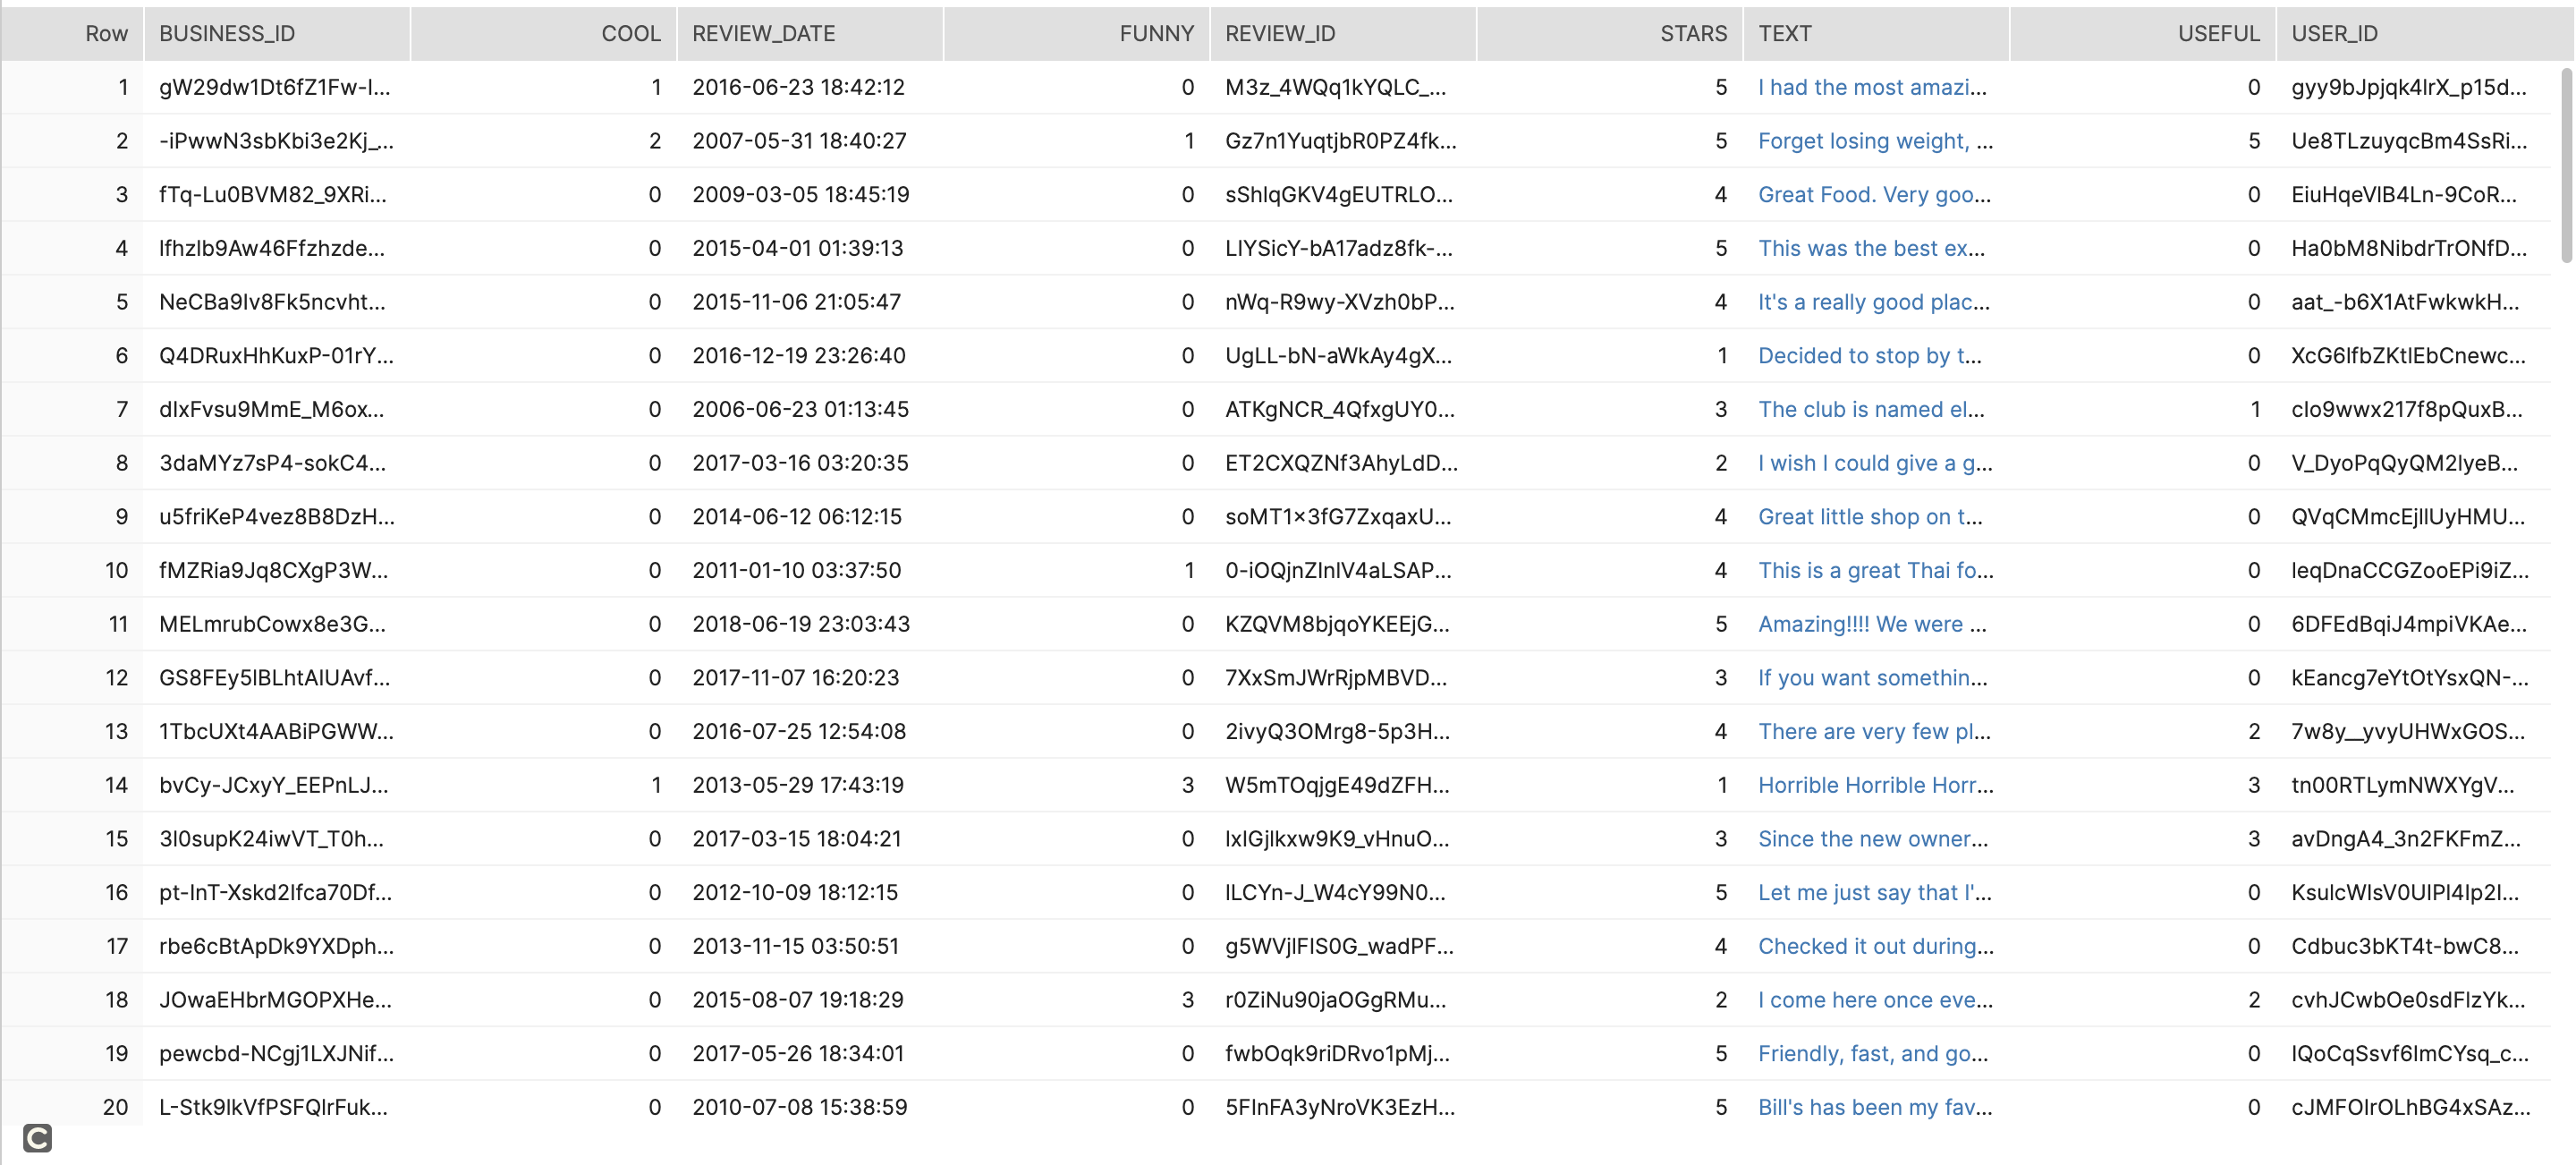 Row BUSINESS_ID COOL REVIEW_DATE FUNNY REVIEW_ID STARS TEXT USEFUL USER_ID
1 gW29dw1Dt6fZ1Fw-I... 1 2016-06-23 18:42:12 0 M3z_4WQq1kYQLC_... 5 I had the most amazi... 0 gyy9bJpjqk4lrX_p15d...
2 -iPwwN3sbKbi3e2Kj_... 2 2007-05-31 18:40:27 1 Gz7n1YuqtjbR0PZ4fk... 5 Forget losing weight, ... 5 Ue8TLzuyqcBm4SsRi...
3 fTq-Lu0BVM82_9XRi... 0 2009-03-05 18:45:19 0 sShlqGKV4gEUTRLO... 4 Great Food. Very goo... 0 EiuHqeVlB4Ln-9CoR...
4 lfhzlb9Aw46Ffzhzde... 0 2015-04-01 01:39:13 0 LIYSicY-bA17adz8fk-... 5 This was the best ex... 0 Ha0bM8NibdrTrONfD...
5 NeCBa9Iv8Fk5ncvht... 0 2015-11-06 21:05:47 0 nWq-R9wy-XVzh0bP... 4 It's a really good plac... 0 aat_-b6X1AtFwkwkH...
6 Q4DRuxHhKuxP-01rY... 0 2016-12-19 23:26:40 0 UgLL-bN-aWkAy4gX... 1 Decided to stop by t... 0 XcG6lfbZKtlEbCnewc...
7 dlxFvsu9MmE_M6ox... 0 2006-06-23 01:13:45 0 ATKgNCR_4QfxgUY0... 3 The club is named el... 1 clo9wwx217f8pQuxB...
8 3daMYz7sP4-sokC4... 0 2017-03-16 03:20:35 0 ET2CXQZNf3AhyLdD... 2 I wish I could give a g... 0 V_DyoPqQyQM2lyeB...
9 u5friKeP4vez8B8DzH... 0 2014-06-12 06:12:15 0 soMT1×3fG7ZxqaxU... 4 Great little shop on t... 0 QVqCMmcEjllUyHMU...
10 fMZRia9Jq8CXgP3W... 0 2011-01-10 03:37:50 1 0-iOQjnZInlV4aLSAP... 4 This is a great Thai fo... 0 leqDnaCCGZooEPi9iZ...
11 MELmrubCowx8e3G... 0 2018-06-19 23:03:43 0 KZQVM8bjqoYKEEjG... 5 Amazing!!!! We were ... 0 6DFEdBqiJ4mpiVKAe...
12 GS8FEy5lBLhtAIUAvf... 0 2017-11-07 16:20:23 0 7XxSmJWrRjpMBVD... 3 If you want somethin... 0 kEancg7eYtOtYsxQN-...
13 1TbcUXt4AABiPGWW... 0 2016-07-25 12:54:08 0 2ivyQ3OMrg8-5p3H... 4 There are very few pl... 2 7w8y__yvyUHWxGOS...
14 bvCy-JCxyY_EEPnLJ... 1 2013-05-29 17:43:19 3 W5mTOqjgE49dZFH... 1 Horrible Horrible Horr... 3 tn00RTLymNWXYgV...
15 3l0supK24iwVT_T0h... 0 2017-03-15 18:04:21 0 lxIGjlkxw9K9_vHnuO... 3 Since the new owner... 3 avDngA4_3n2FKFmZ...
16 pt-InT-Xskd2lfca70Df... 0 2012-10-09 18:12:15 0 lLCYn-J_W4cY99N0... 5 Let me just say that I'... 0 KsulcWIsV0UIPl4Ip2I...
17 rbe6cBtApDk9YXDph... 0 2013-11-15 03:50:51 0 g5WVjlFIS0G_wadPF... 4 Checked it out during... 0 Cdbuc3bKT4t-bwC8...
18 JOwaEHbrMGOPXHe... 0 2015-08-07 19:18:29 3 r0ZiNu90jaOGgRMu... 2 I come here once eve... 2 cvhJCwbOe0sdFlzYk...
19 pewcbd-NCgj1LXJNif... 0 2017-05-26 18:34:01 0 fwbOqk9riDRvo1pMj... 5 Friendly, fast, and go... 0 lQoCqSsvf6lmCYsq_c...
20 L-Stk9lkVfPSFQlrFuk... 0 2010-07-08 15:38:59 0 5FlnFA3yNroVK3EzH... 5 Bill's has been my fav... 0 cJMFOlrOLhBG4xSAz...
C